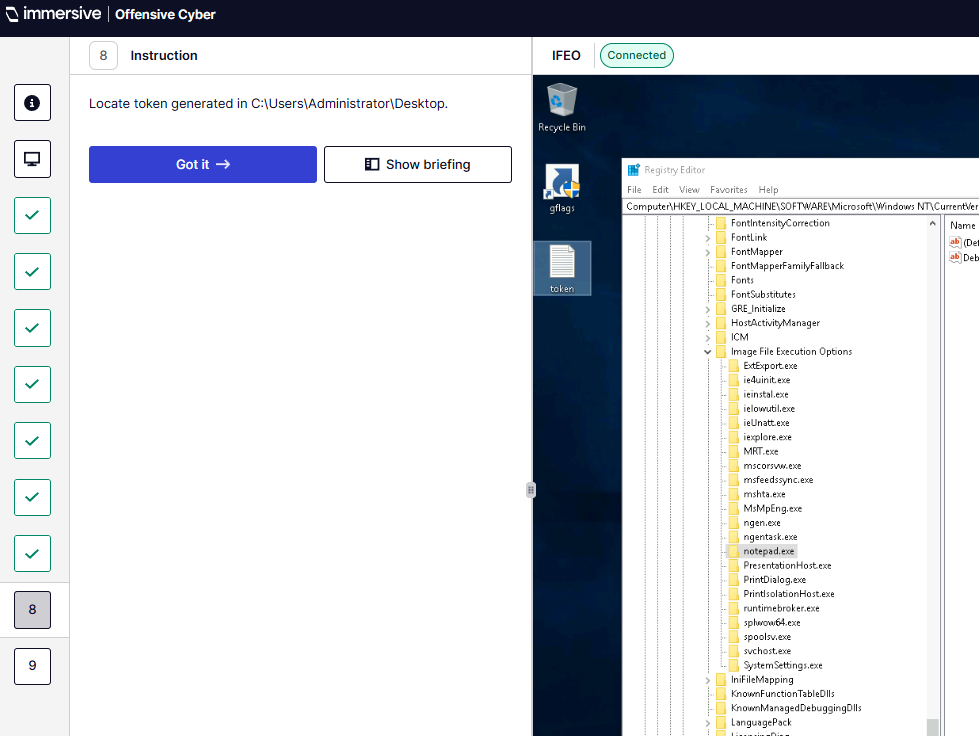 immersive | Offensive Cyber
8 Instruction
IFEO Connected
Locate token generated in C:\Users\Administrator\Desktop.
Got it → Show briefing
8
9
Recycle Bin
gflags
token
Registry Editor
File Edit View Favorites Help
Computer\HKEY_LOCAL_MACHINE\SOFTWARE\Microsoft\Windows NT\CurrentVer
FontIntensityCorrection
FontLink
FontMapper
FontMapperFamilyFallback
Fonts
FontSubstitutes
GRE_Initialize
HostActivityManager
ICM
Image File Execution Options
ExtExport.exe
ie4uinit.exe
ieinstal.exe
ielowutil.exe
ieUnatt.exe
iexplore.exe
MRT.exe
mscorsvw.exe
msfeedssync.exe
mshta.exe
MsMpEng.exe
ngen.exe
ngentask.exe
notepad.exe
PresentationHost.exe
PrintDialog.exe
PrintIsolationHost.exe
runtimebroker.exe
splwow64.exe
spoolsv.exe
svchost.exe
SystemSettings.exe
IniFileMapping
KnownFunctionTableDlls
KnownManagedDebuggingDlls
LanguagePack
Name
ab (Def
ab Deb